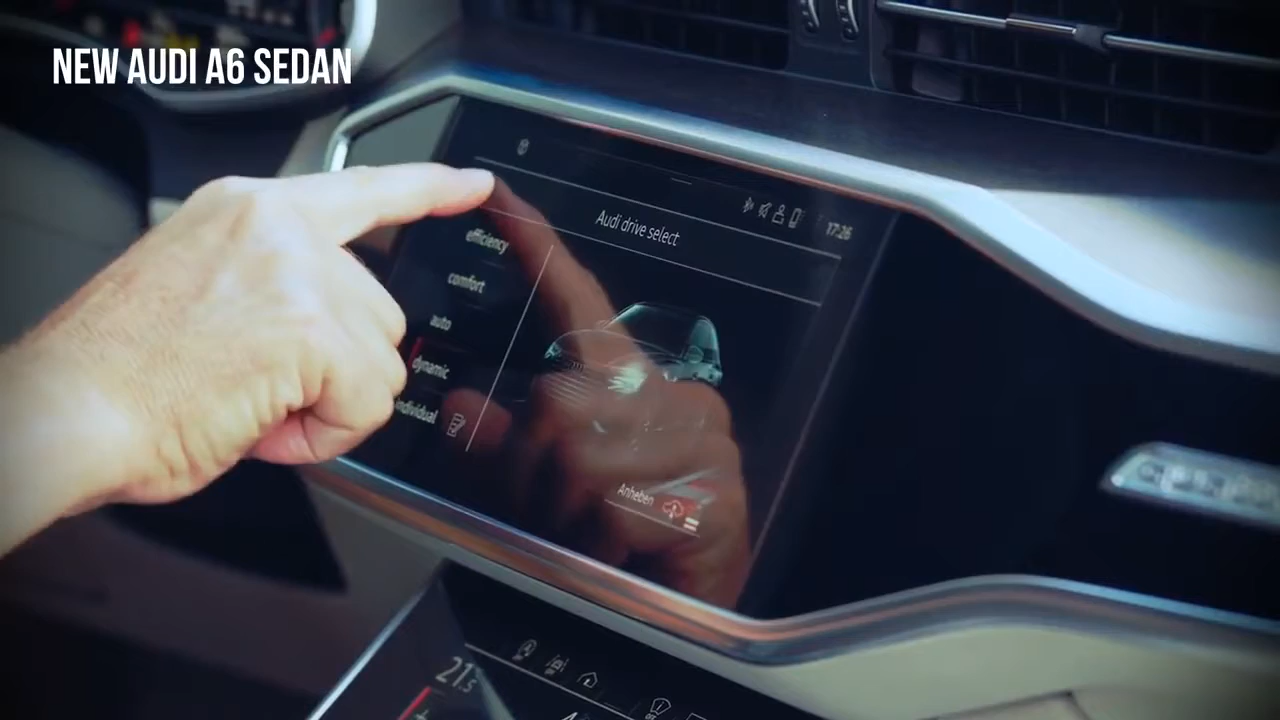 NEW AUDI A6 SEDAN
17:26
Audi drive select
efficiency
comfort
auto
dynamic
individual
Anheben
21.5